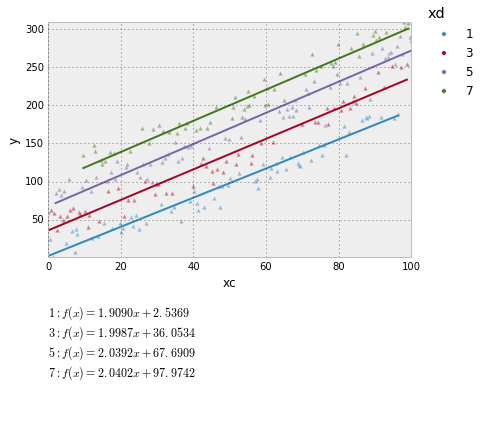 xd
1
3
5
7
300
250
200
150
100
50
y
0
20
40
60
80
100
xc
1 : f(x) = 1.9090x + 2.5369
3 : f(x) = 1.9987x + 36.0534
5 : f(x) = 2.0392x + 67.6909
7 : f(x) = 2.0402x + 97.9742